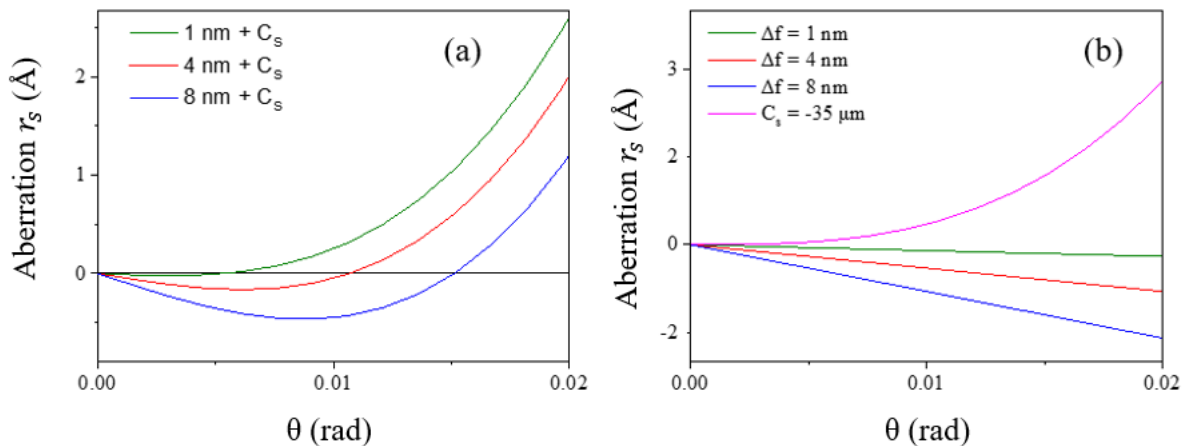 1 nm + Cₛ
4 nm + Cₛ
8 nm + Cₛ
(a)
Aberration rₛ (Å)
2
1
0
0.00
0.01
0.02
θ (rad)
Δf = 1 nm
Δf = 4 nm
Δf = 8 nm
Cₛ = -35 μm
(b)
Aberration rₛ (Å)
3
2
0
-2
0.00
0.01
0.02
θ (rad)